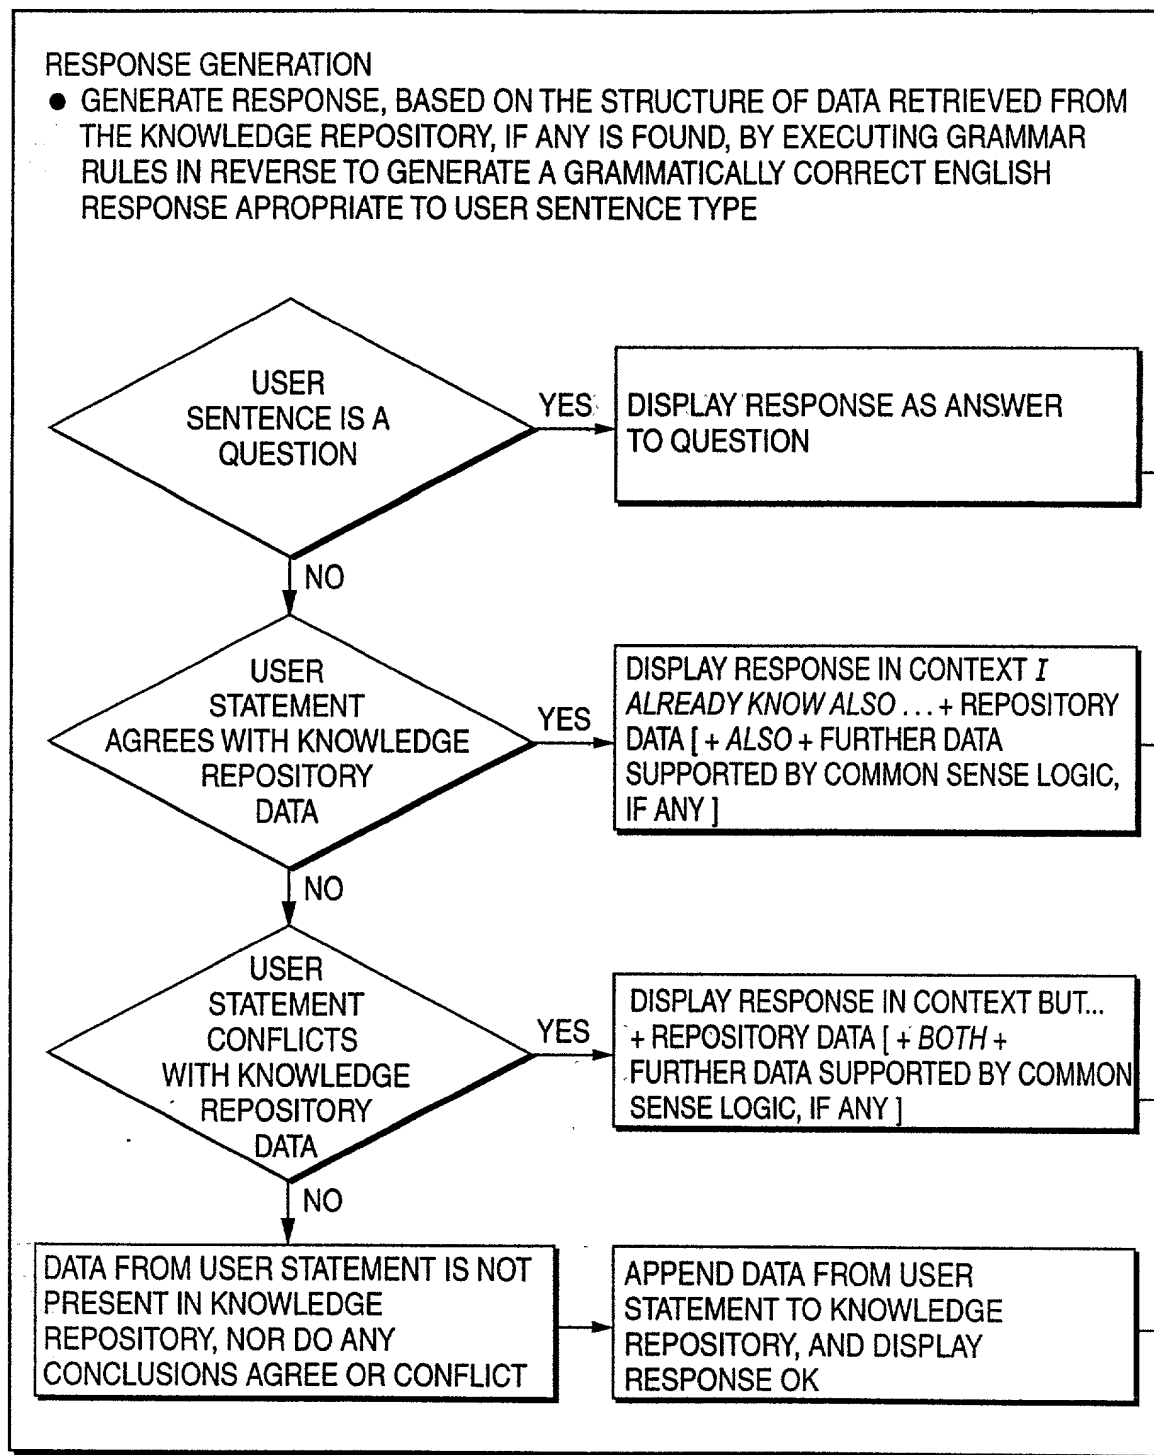 RESPONSE GENERATION
● GENERATE RESPONSE, BASED ON THE STRUCTURE OF DATA RETRIEVED FROM
THE KNOWLEDGE REPOSITORY, IF ANY IS FOUND, BY EXECUTING GRAMMAR
RULES IN REVERSE TO GENERATE A GRAMMATICALLY CORRECT ENGLISH
RESPONSE APROPRIATE TO USER SENTENCE TYPE
USER
SENTENCE IS A
QUESTION
YES
DISPLAY RESPONSE AS ANSWER
TO QUESTION
NO
USER
STATEMENT
AGREES WITH KNOWLEDGE
REPOSITORY
DATA
YES
DISPLAY RESPONSE IN CONTEXT I
ALREADY KNOW ALSO ... + REPOSITORY
DATA [ + ALSO + FURTHER DATA
SUPPORTED BY COMMON SENSE LOGIC,
IF ANY ]
NO
USER
STATEMENT
CONFLICTS
WITH KNOWLEDGE
REPOSITORY
DATA
YES
DISPLAY RESPONSE IN CONTEXT BUT...
+ REPOSITORY DATA [ + BOTH +
FURTHER DATA SUPPORTED BY COMMON
SENSE LOGIC, IF ANY ]
NO
DATA FROM USER STATEMENT IS NOT
PRESENT IN KNOWLEDGE
REPOSITORY, NOR DO ANY
CONCLUSIONS AGREE OR CONFLICT
APPEND DATA FROM USER
STATEMENT TO KNOWLEDGE
REPOSITORY, AND DISPLAY
RESPONSE OK